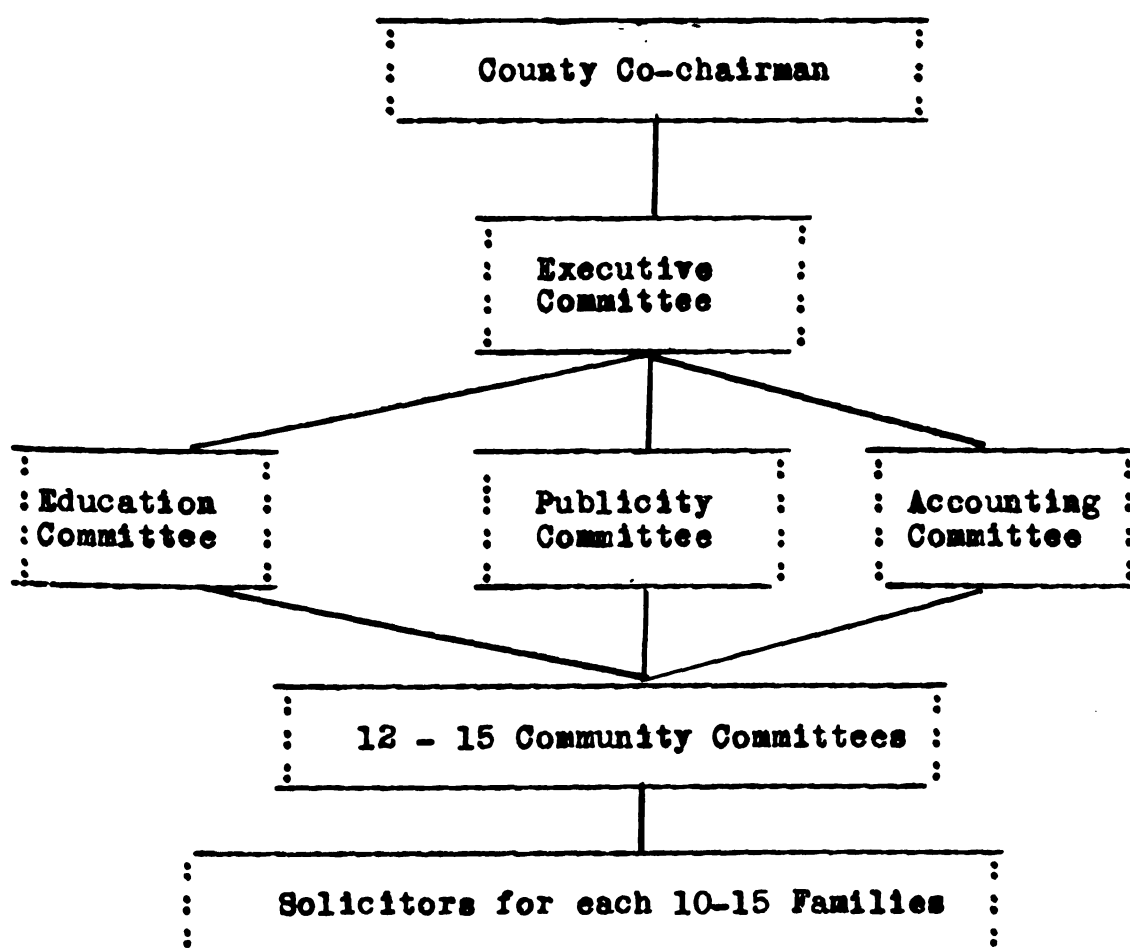 County Co-chairman
Executive
Committee
Education
Committee
Publicity
Committee
Accounting
Committee
12 - 15 Community Committees
Solicitors for each 10-15 Families